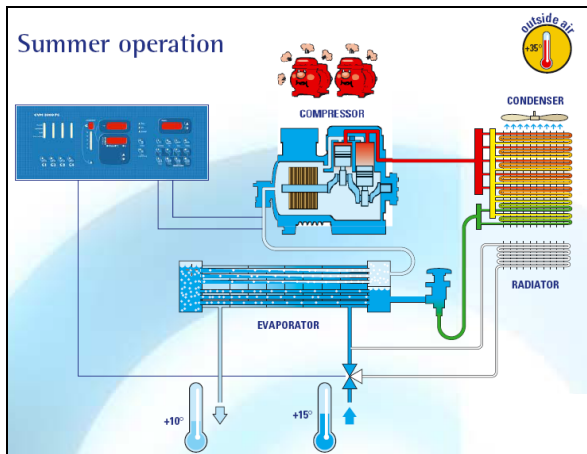 Summer operation
outside air
+35°
COMPRESSOR
CONDENSER
RADIATOR
EVAPORATOR
+10°
+15°